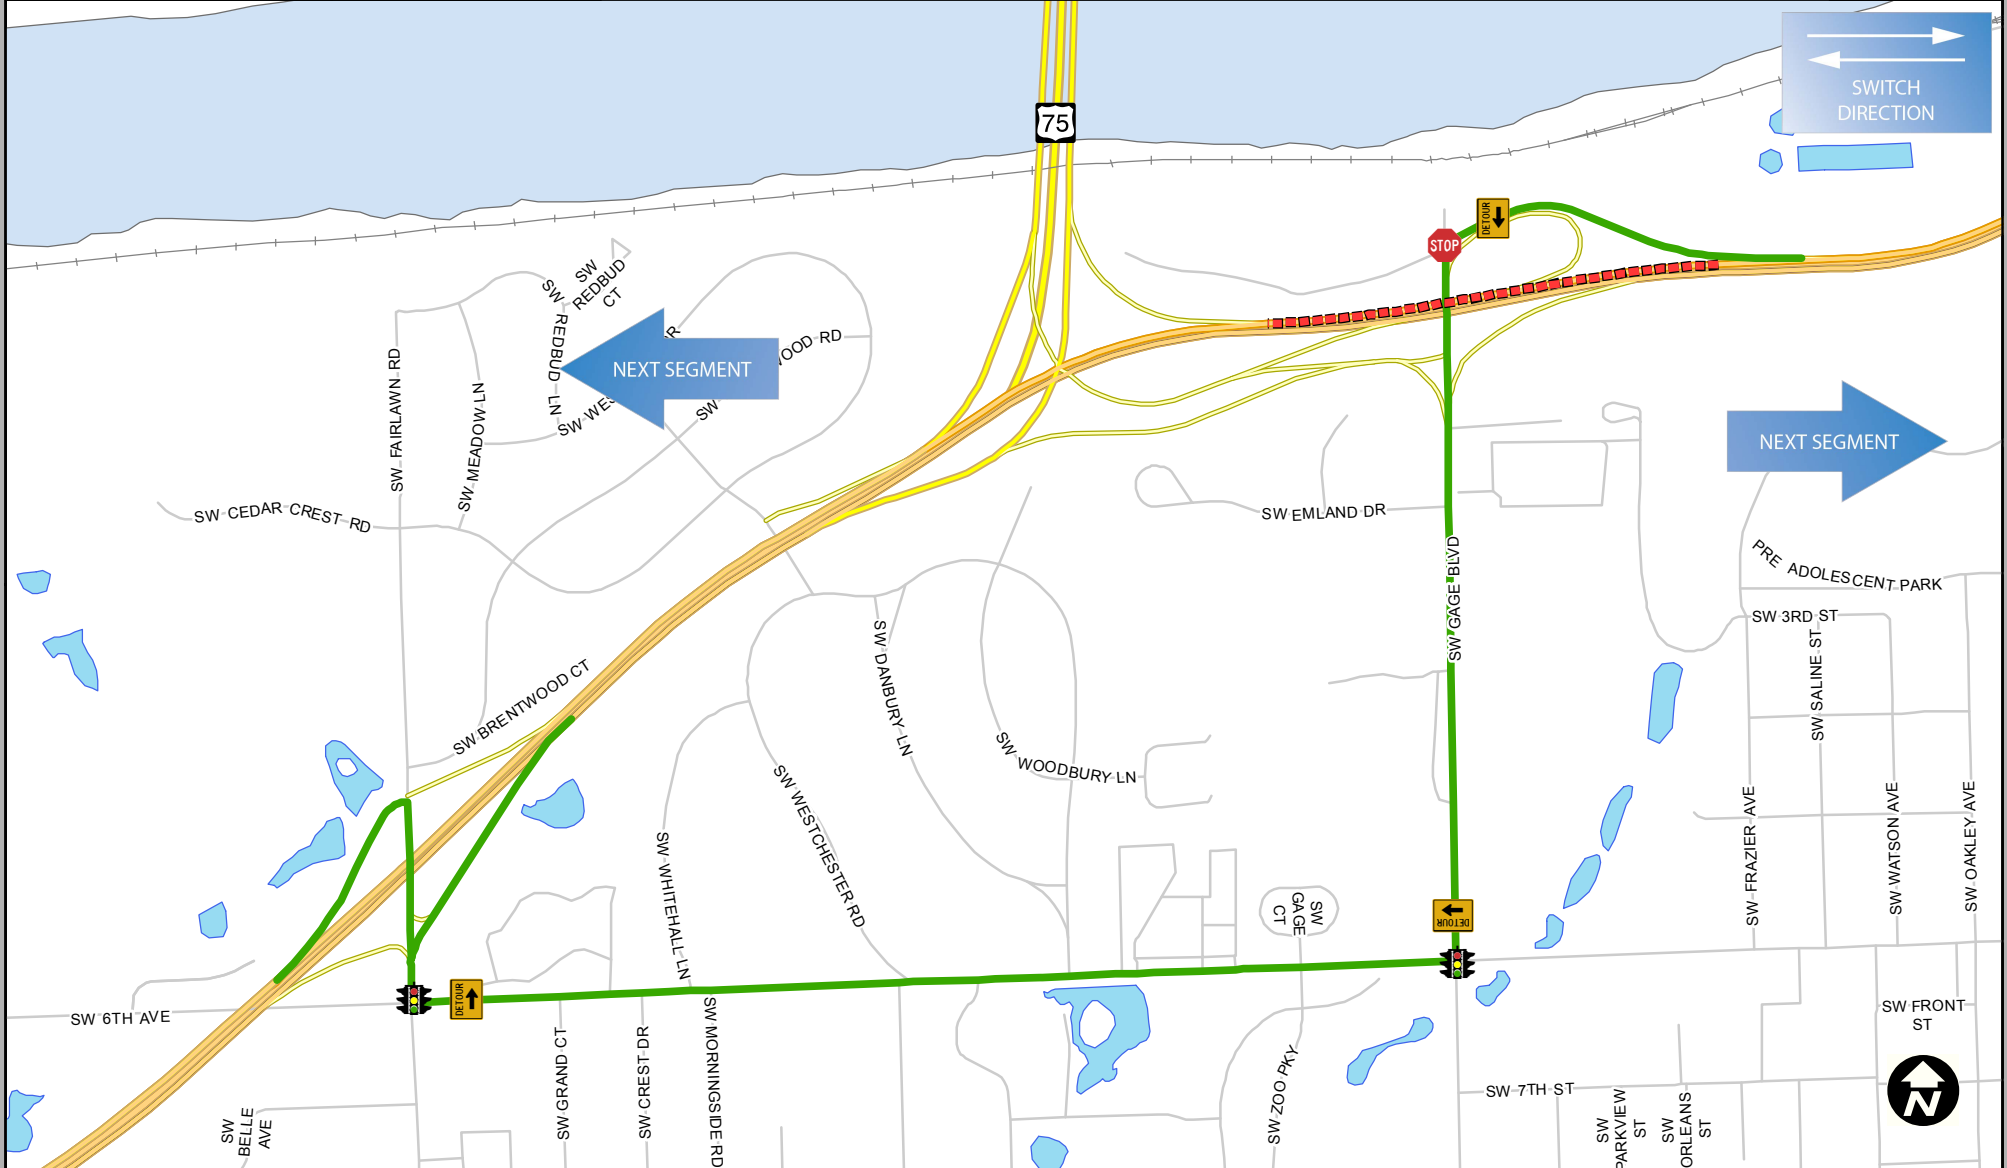 SWITCH
DIRECTION
75
DETOUR
STOP
SW
REDBUD
CT
SW REDBUD LN
SW FAIRLAWN RD
SW MEADOW LN
NEXT SEGMENT
OOD RD
SW
SW WES
R
NEXT SEGMENT
SW CEDAR CREST RD
SW EMLAND DR
SW GAGE BLVD
PRE ADOLESCENT PARK
SW 3RD ST
SW SALINE ST
SW BRENTWOOD CT
SW DANBURY LN
SW WOODBURY LN
SW WESTCHESTER RD
SW WHITEHALL LN
SW FRAZIER AVE
SW WATSON AVE
SW OAKLEY AVE
SW
GAGE
CT
DETOUR
DETOUR
SW 6TH AVE
SW FRONT
ST
SW GRAND CT
SW CREST DR
SW MORNINGSIDE RD
SW ZOO PKY
SW 7TH ST
SW
BELLE
AVE
SW
PARKVIEW
ST
SW
ORLEANS
ST
N